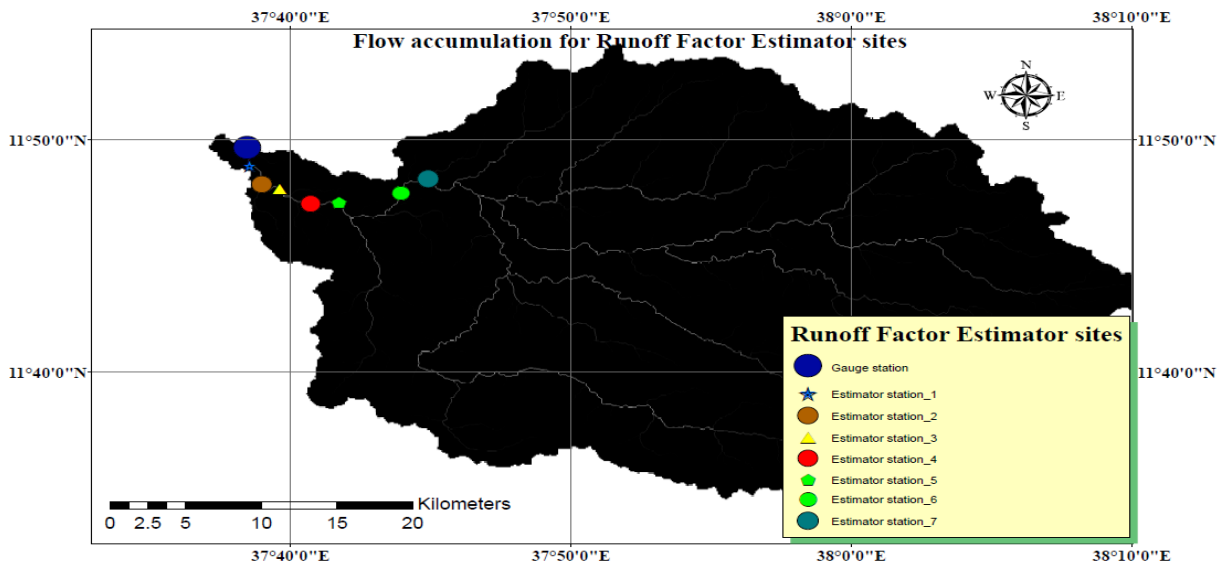 37°40'0"E 37°50'0"E 38°0'0"E 38°10'0"E
Flow accumulation for Runoff Factor Estimator sites
N
W E
S
11°50'0"N 11°50'0"N
11°40'0"N 11°40'0"N
Runoff Factor Estimator sites
Gauge station
Estimator station_1
Estimator station_2
Estimator station_3
Estimator station_4
Estimator station_5
Estimator station_6
Estimator station_7
Kilometers
0 2.5 5 10 15 20
37°40'0"E 37°50'0"E 38°0'0"E 38°10'0"E